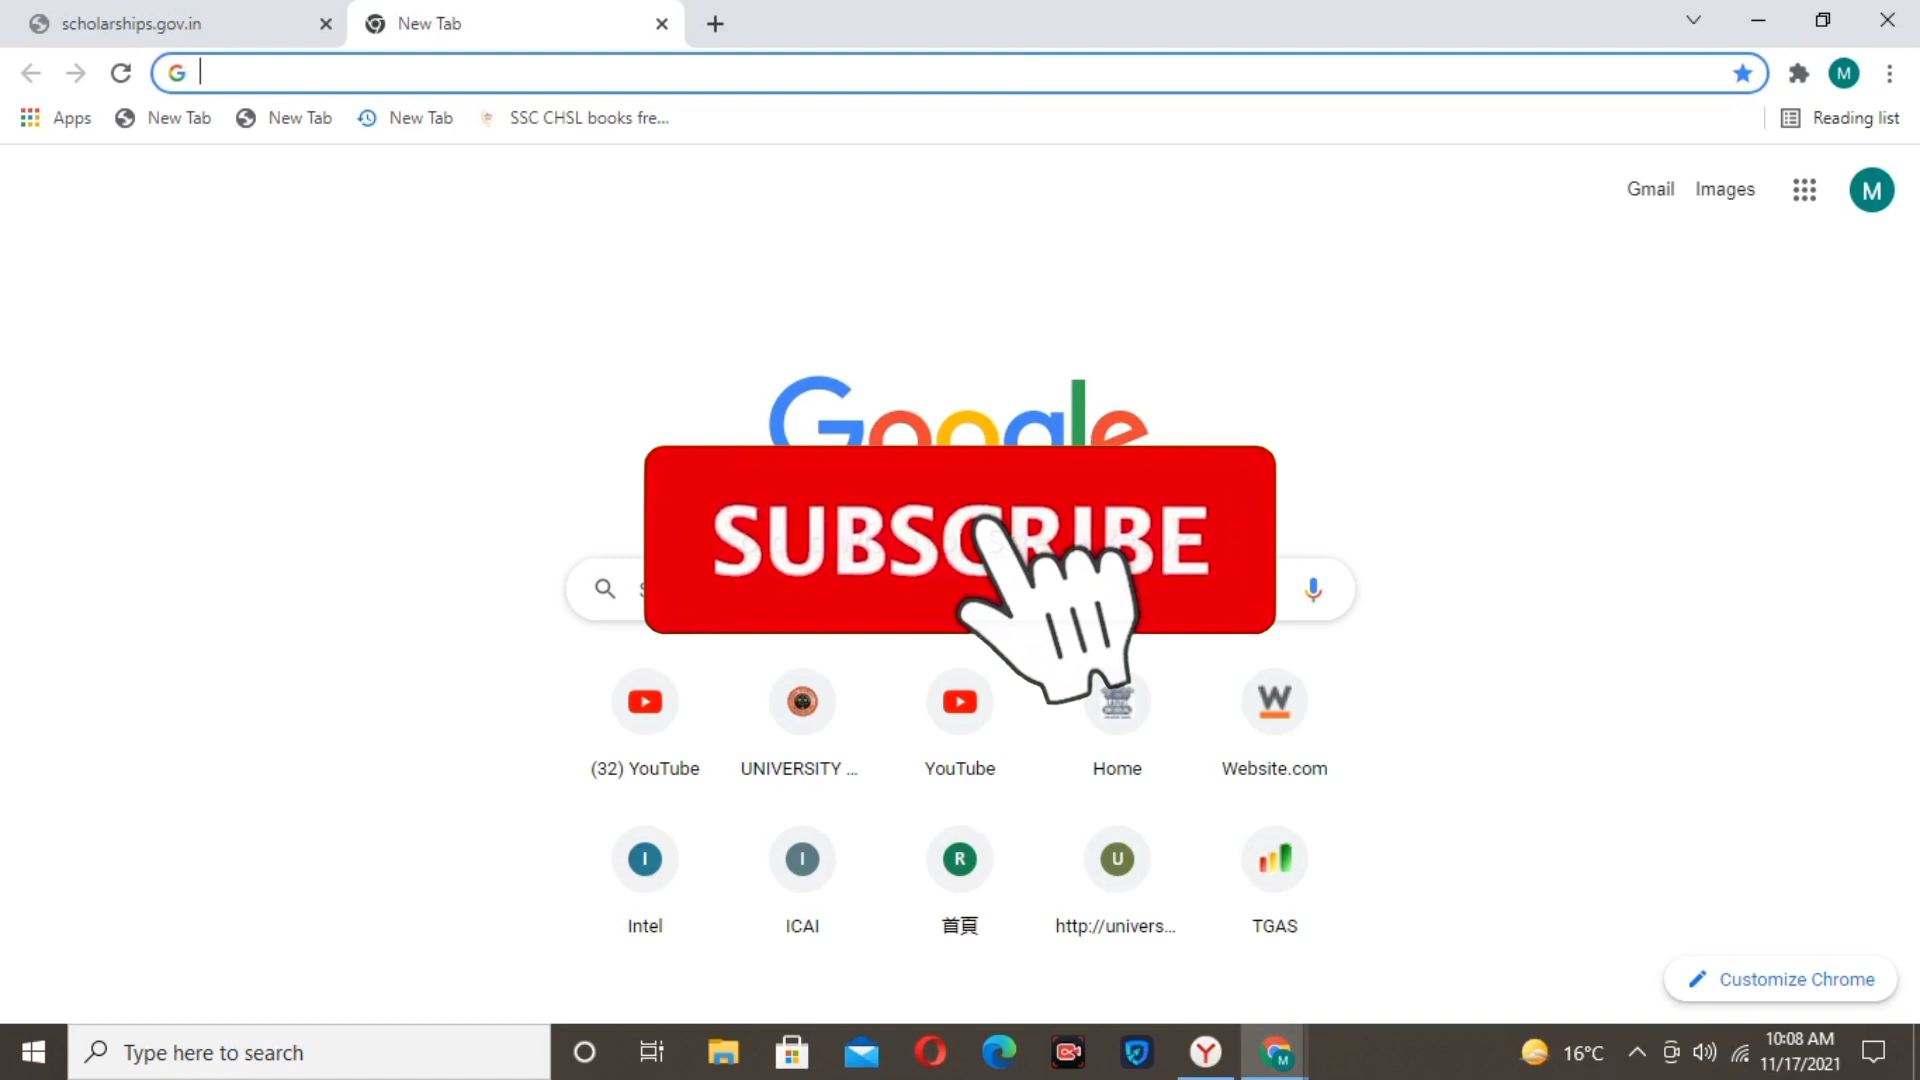 scholarships.gov.in
New Tab
Apps
New Tab
New Tab
New Tab
SSC CHSL books fre...
Reading list
M
Gmail
Images
M
Google
SUBSCRIBE
(32) YouTube
UNIVERSITY ...
YouTube
Home
W
Website.com
I
I
R
U
Intel
ICAI
首頁
http://univers...
TGAS
Customize Chrome
Type here to search
16°C
10:08 AM
11/17/2021